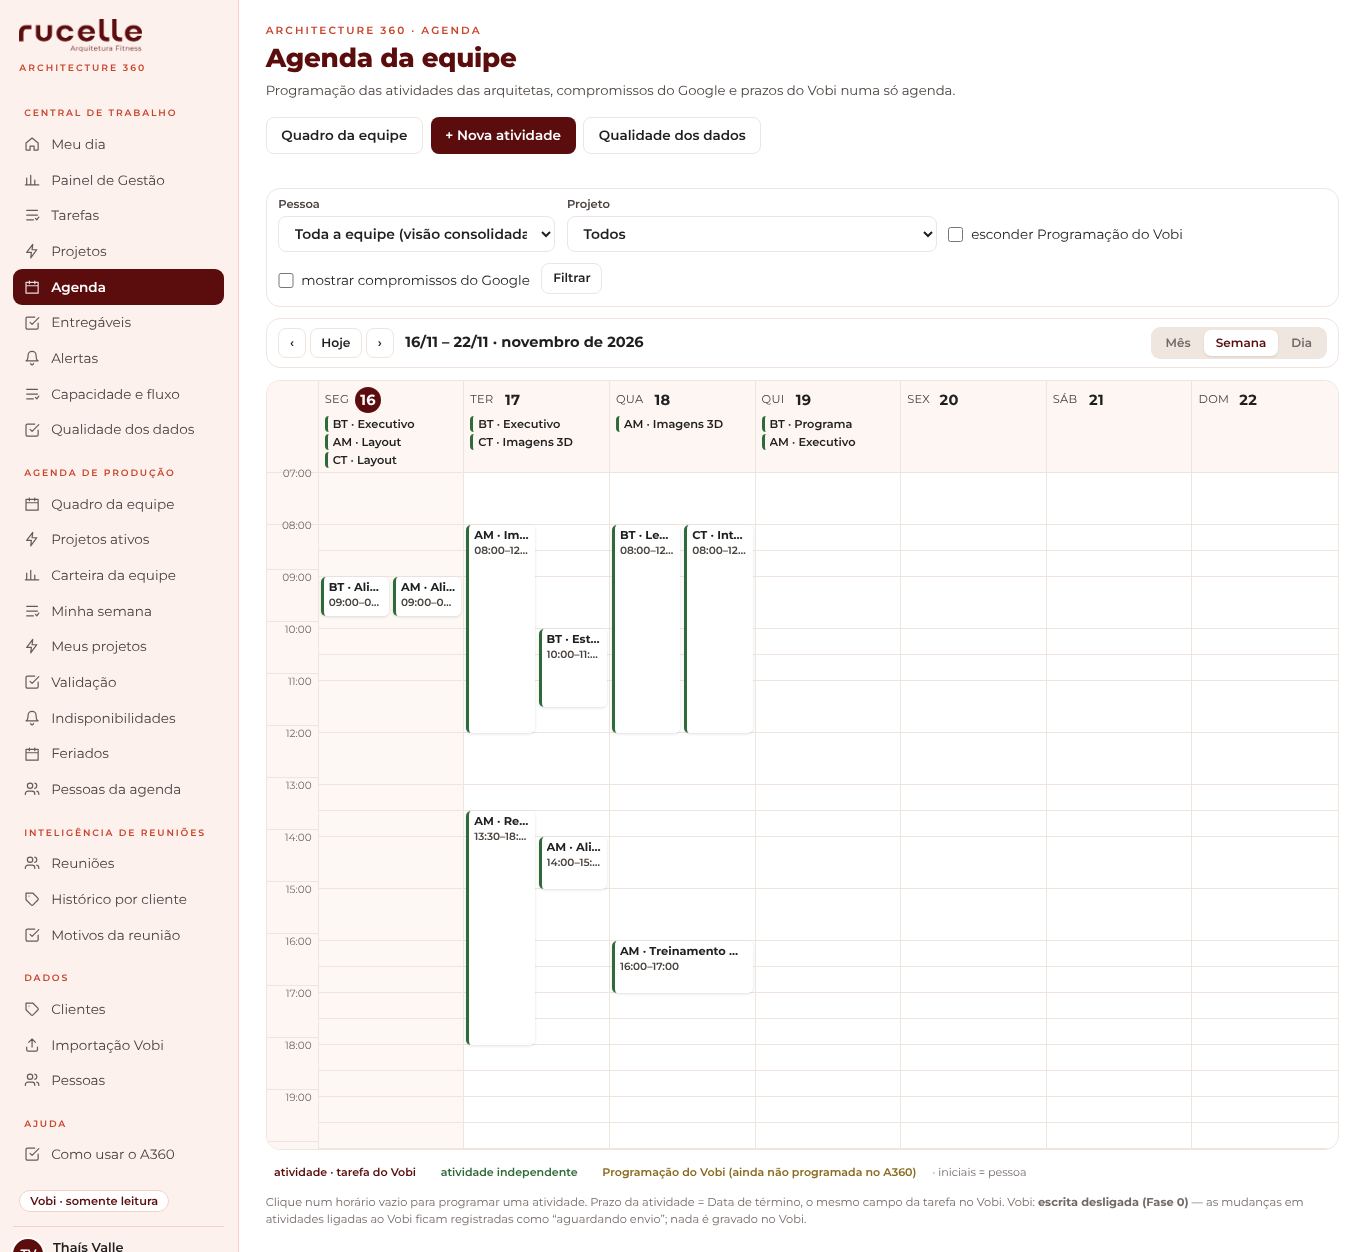 rucelle
Arquitetura Fitness
ARCHITECTURE 360
CENTRAL DE TRABALHO
Meu dia
Painel de Gestão
Tarefas
Projetos
Agenda
Entregáveis
Alertas
Capacidade e fluxo
Qualidade dos dados
AGENDA DE PRODUÇÃO
Quadro da equipe
Projetos ativos
Carteira da equipe
Minha semana
Meus projetos
Validação
Indisponibilidades
Feriados
Pessoas da agenda
INTELIGÊNCIA DE REUNIÕES
Reuniões
Histórico por cliente
Motivos da reunião
DADOS
Clientes
Importação Vobi
Pessoas
AJUDA
Como usar o A360
Vobi · somente leitura
Thaís Valle
ARCHITECTURE 360 · AGENDA
Agenda da equipe
Programação das atividades das arquitetas, compromissos do Google e prazos do Vobi numa só agenda.
Quadro da equipe
+ Nova atividade
Qualidade dos dados
Pessoa
Projeto
Toda a equipe (visão consolidada
Todos
esconder Programação do Vobi
mostrar compromissos do Google
Filtrar
‹ Hoje › 16/11 – 22/11 · novembro de 2026
Mês Semana Dia
SEG 16 TER 17 QUA 18 QUI 19 SEX 20 SÁB 21 DOM 22
BT · Executivo BT · Executivo AM · Imagens 3D BT · Programa
AM · Layout CT · Imagens 3D AM · Executivo
CT · Layout
07:00
08:00
AM · Im... BT · Le... CT · Int...
08:00–12... 08:00–12... 08:00–12...
09:00
BT · Ali... AM · Ali...
09:00–0... 09:00–0...
10:00
BT · Est...
10:00–11:...
11:00
12:00
13:00
AM · Re...
13:30–18:...
14:00
AM · Ali...
14:00–15:...
15:00
16:00
AM · Treinamento ...
16:00–17:00
17:00
18:00
19:00
atividade · tarefa do Vobi atividade independente Programação do Vobi (ainda não programada no A360) · iniciais = pessoa
Clique num horário vazio para programar uma atividade. Prazo da atividade = Data de término, o mesmo campo da tarefa no Vobi. Vobi: escrita desligada (Fase 0) — as mudanças em
atividades ligadas ao Vobi ficam registradas como “aguardando envio”; nada é gravado no Vobi.